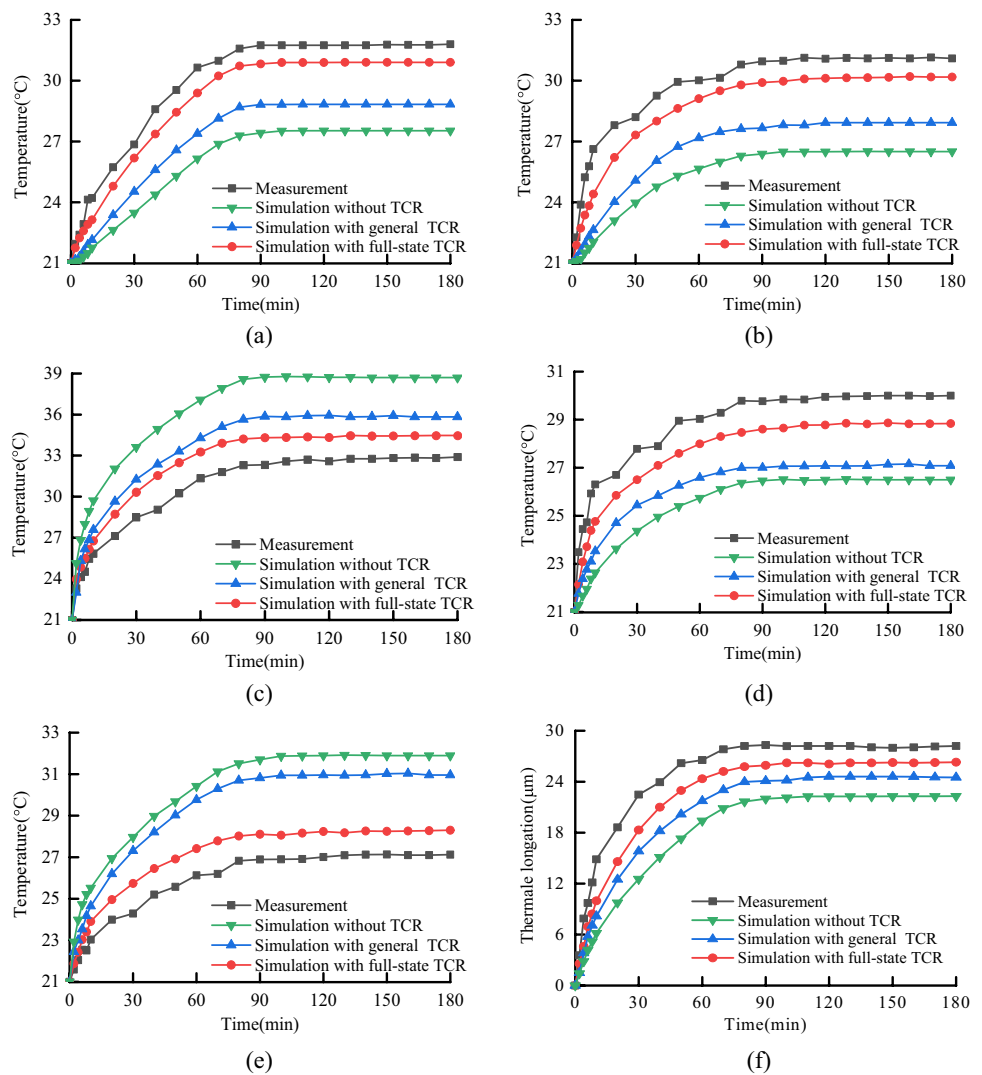 33
30
27
24
21
Temperature(°C)
Measurement
Simulation without TCR
Simulation with general TCR
Simulation with full-state TCR
0 30 60 90 120 150 180
Time(min)
(a)
33
30
27
24
21
Temperature(°C)
Measurement
Simulation without TCR
Simulation with general TCR
Simulation with full-state TCR
0 30 60 90 120 150 180
Time(min)
(b)
39
36
33
30
27
24
21
Temperature(°C)
Measurement
Simulation without TCR
Simulation with general TCR
Simulation with full-state TCR
0 30 60 90 120 150 180
Time(min)
(c)
31
29
27
25
23
21
Temperature(°C)
Measurement
Simulation without TCR
Simulation with general TCR
Simulation with full-state TCR
0 30 60 90 120 150 180
Time(min)
(d)
33
31
29
27
25
23
21
Temperature(°C)
Measurement
Simulation without TCR
Simulation with general TCR
Simulation with full-state TCR
0 30 60 90 120 150 180
Time(min)
(e)
30
24
18
12
6
0
Thermale longation(μm)
Measurement
Simulation without TCR
Simulation with general TCR
Simulation with full-state TCR
0 30 60 90 120 150 180
Time(min)
(f)